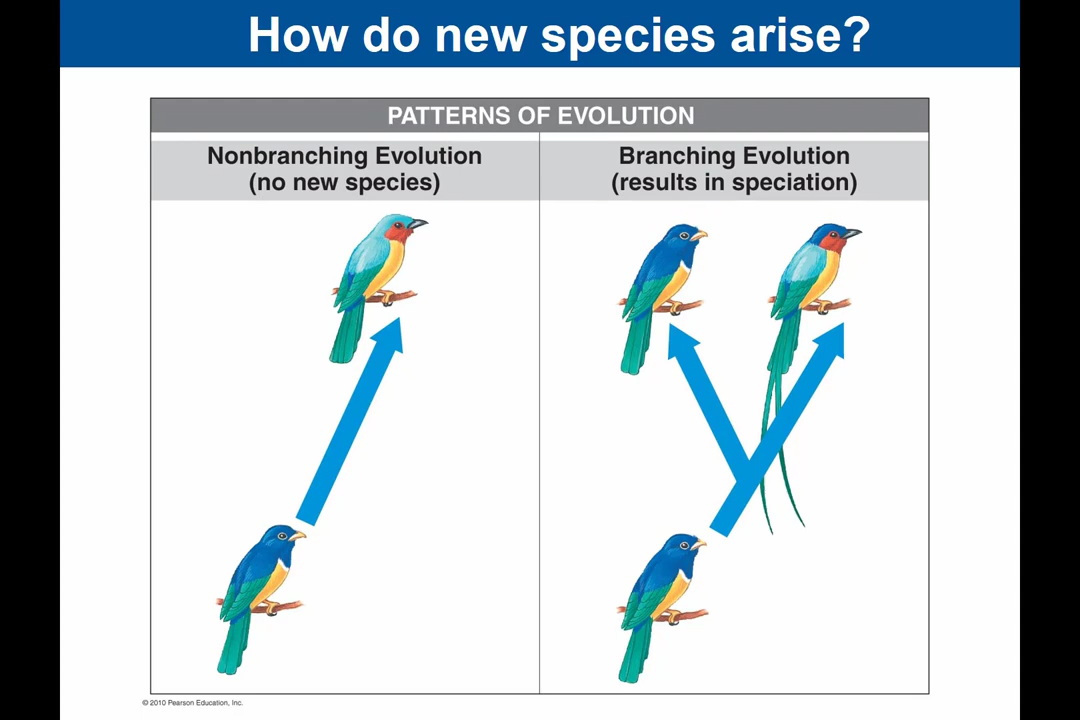 How do new species arise?
PATTERNS OF EVOLUTION
Nonbranching Evolution
(no new species)
Branching Evolution
(results in speciation)
© 2010 Pearson Education, Inc.